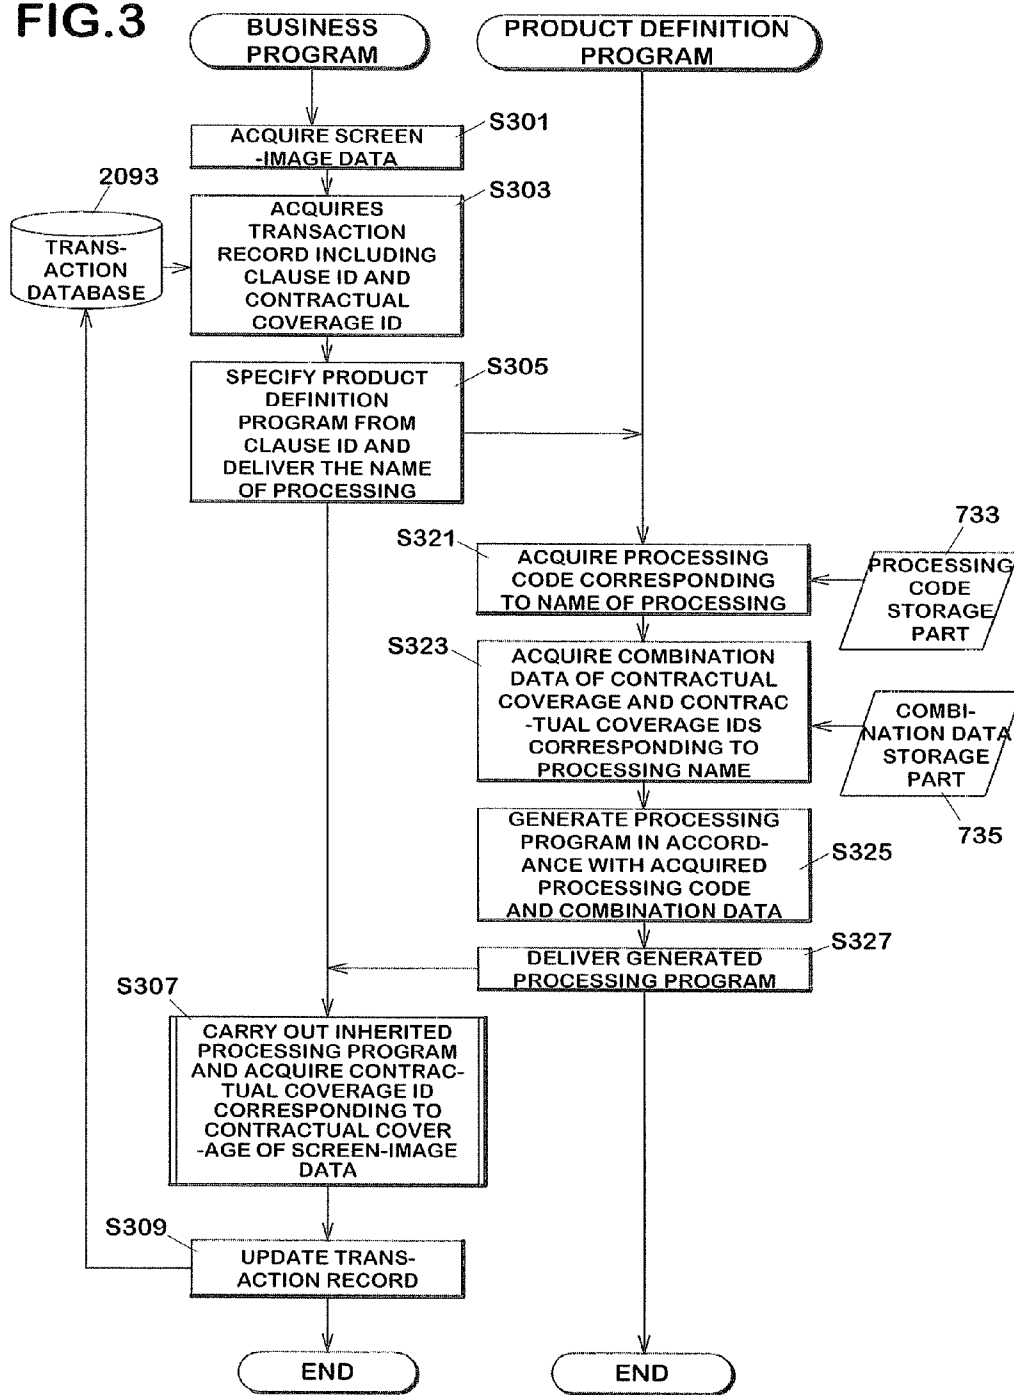 FIG.3
BUSINESS
PROGRAM
PRODUCT DEFINITION
PROGRAM
S301
ACQUIRE SCREEN
-IMAGE DATA
2093
TRANS-
ACTION
DATABASE
S303
ACQUIRES
TRANSACTION
RECORD INCLUDING
CLAUSE ID AND
CONTRACTUAL
COVERAGE ID
S305
SPECIFY PRODUCT
DEFINITION
PROGRAM FROM
CLAUSE ID AND
DELIVER THE NAME
OF PROCESSING
S321
ACQUIRE PROCESSING
CODE CORRESPONDING
TO NAME OF PROCESSING
733
PROCESSING
CODE
STORAGE
PART
S323
ACQUIRE COMBINATION
DATA OF CONTRACTUAL
COVERAGE AND CONTRAC
-TUAL COVERAGE IDS
CORRESPONDING TO
PROCESSING NAME
COMBI-
NATION DATA
STORAGE
PART
735
GENERATE PROCESSING
PROGRAM IN ACCORD-
ANCE WITH ACQUIRED
PROCESSING CODE
AND COMBINATION DATA
S325
S327
DELIVER GENERATED
PROCESSING PROGRAM
S307
CARRY OUT INHERITED
PROCESSING PROGRAM
AND ACQUIRE CONTRAC-
TUAL COVERAGE ID
CORRESPONDING TO
CONTRACTUAL COVER
-AGE OF SCREEN-IMAGE
DATA
S309
UPDATE TRANS-
ACTION RECORD
END
END